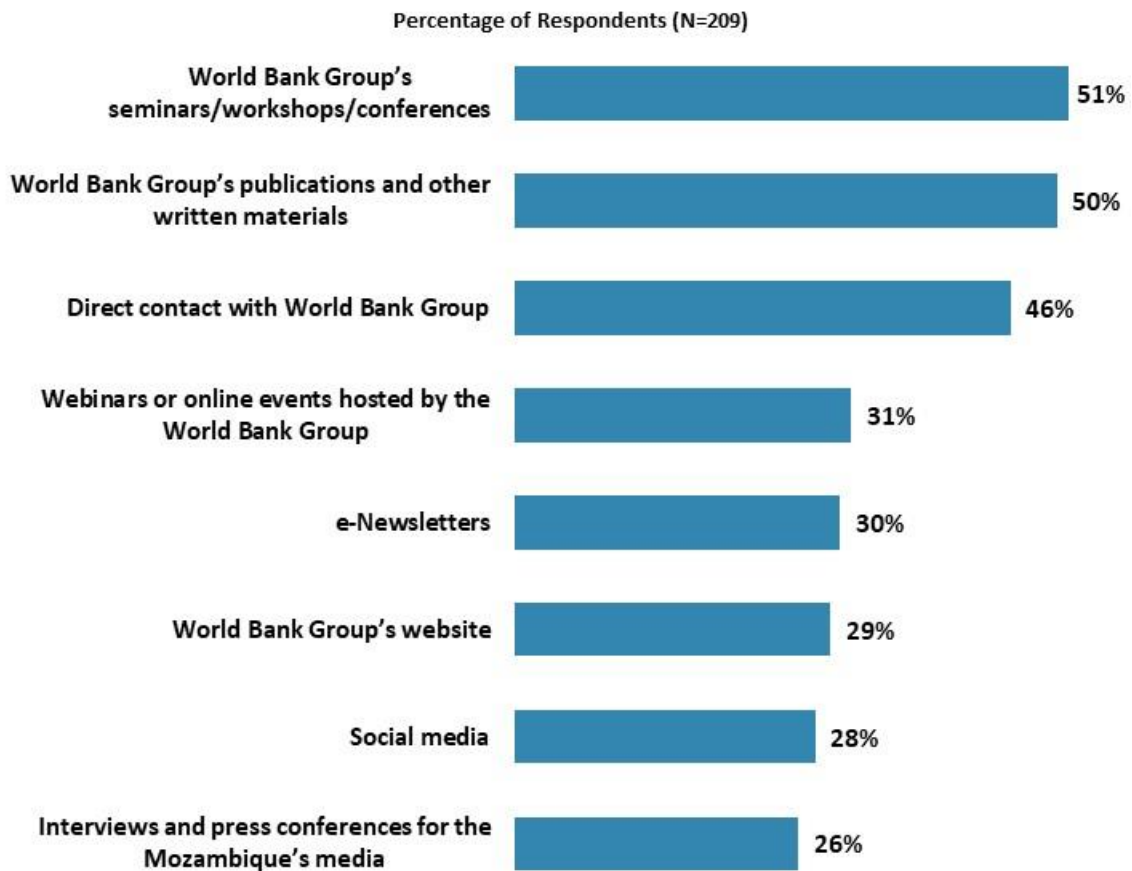 Percentage of Respondents (N=209)
World Bank Group's
seminars/workshops/conferences
51%
World Bank Group's publications and other
written materials
50%
Direct contact with World Bank Group
46%
Webinars or online events hosted by the
World Bank Group
31%
e-Newsletters
30%
World Bank Group's website
29%
Social media
28%
Interviews and press conferences for the
Mozambique's media
26%